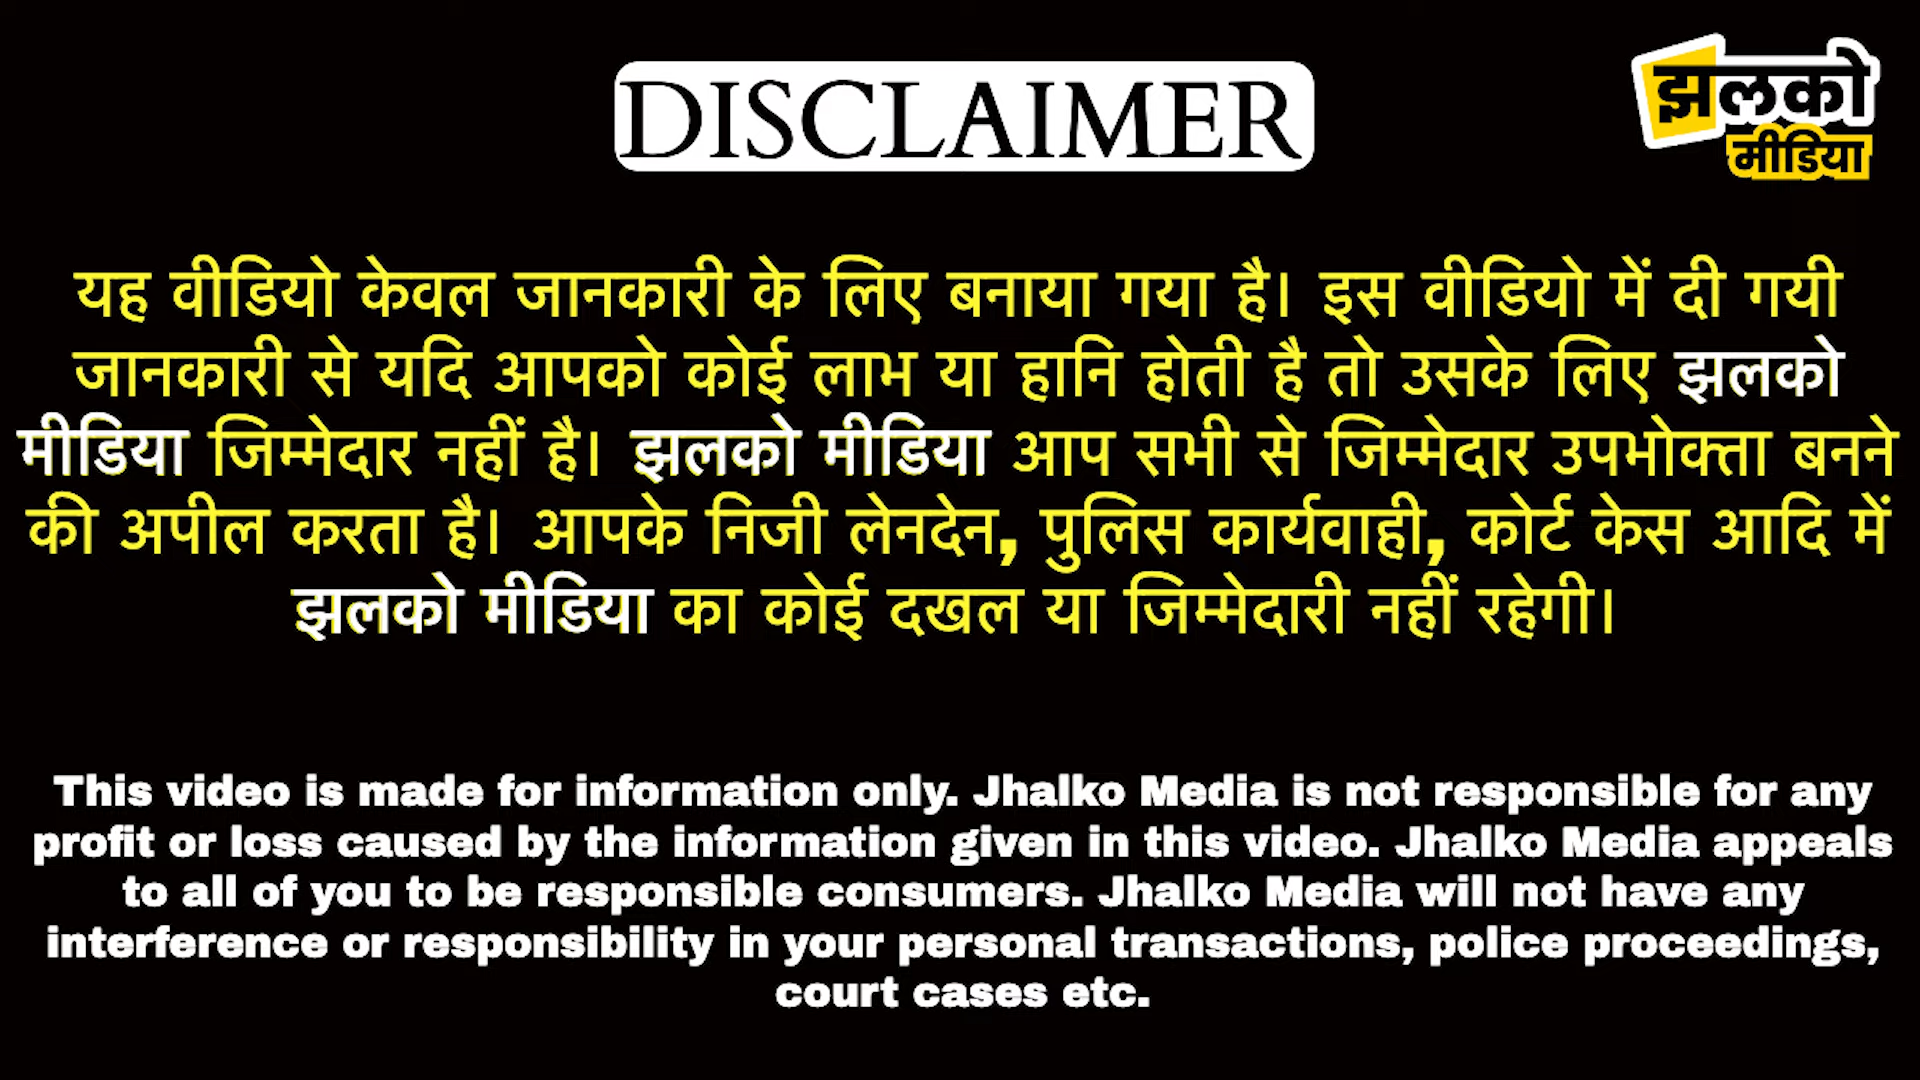 DISCLAIMER
झलको
मीडिया
यह वीडियो केवल जानकारी के लिए बनाया गया है। इस वीडियो में दी गयी
जानकारी से यदि आपको कोई लाभ या हानि होती है तो उसके लिए झलको
मीडिया जिम्मेदार नहीं है। झलको मीडिया आप सभी से जिम्मेदार उपभोक्ता बनने
की अपील करता है। आपके निजी लेनदेन, पुलिस कार्यवाही, कोर्ट केस आदि में
झलको मीडिया का कोई दखल या जिम्मेदारी नहीं रहेगी।
This video is made for information only. Jhalko Media is not responsible for any
profit or loss caused by the information given in this video. Jhalko Media appeals
to all of you to be responsible consumers. Jhalko Media will not have any
interference or responsibility in your personal transactions, police proceedings,
court cases etc.